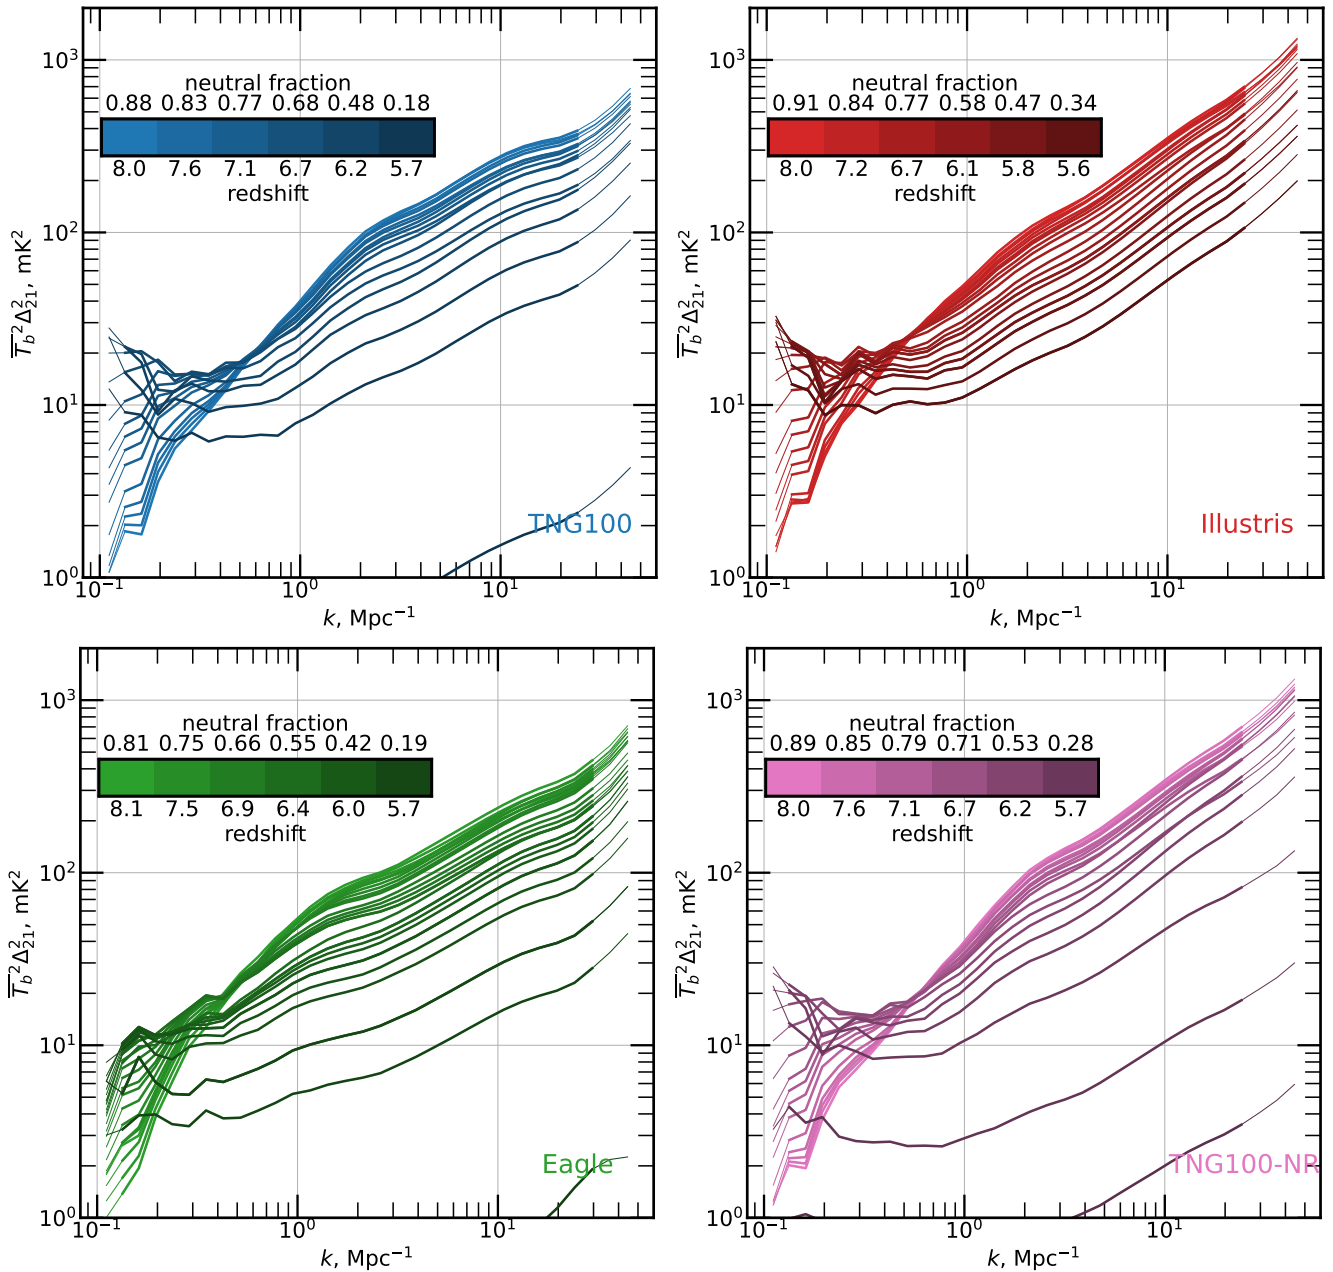 10³
10²
10¹
10⁰
neutral fraction
0.88 0.83 0.77 0.68 0.48 0.18
8.0 7.6 7.1 6.7 6.2 5.7
redshift
TNG100
10⁻¹ 10⁰ 10¹
k, Mpc⁻¹
T̅_b²Δ²₂₁, mK²
10³
10²
10¹
10⁰
neutral fraction
0.91 0.84 0.77 0.58 0.47 0.34
8.0 7.2 6.7 6.1 5.8 5.6
redshift
Illustris
10⁻¹ 10⁰ 10¹
k, Mpc⁻¹
T̅_b²Δ²₂₁, mK²
10³
10²
10¹
10⁰
neutral fraction
0.81 0.75 0.66 0.55 0.42 0.19
8.1 7.5 6.9 6.4 6.0 5.7
redshift
Eagle
10⁻¹ 10⁰ 10¹
k, Mpc⁻¹
T̅_b²Δ²₂₁, mK²
10³
10²
10¹
10⁰
neutral fraction
0.89 0.85 0.79 0.71 0.53 0.28
8.0 7.6 7.1 6.7 6.2 5.7
redshift
TNG100-NR
10⁻¹ 10⁰ 10¹
k, Mpc⁻¹
T̅_b²Δ²₂₁, mK²